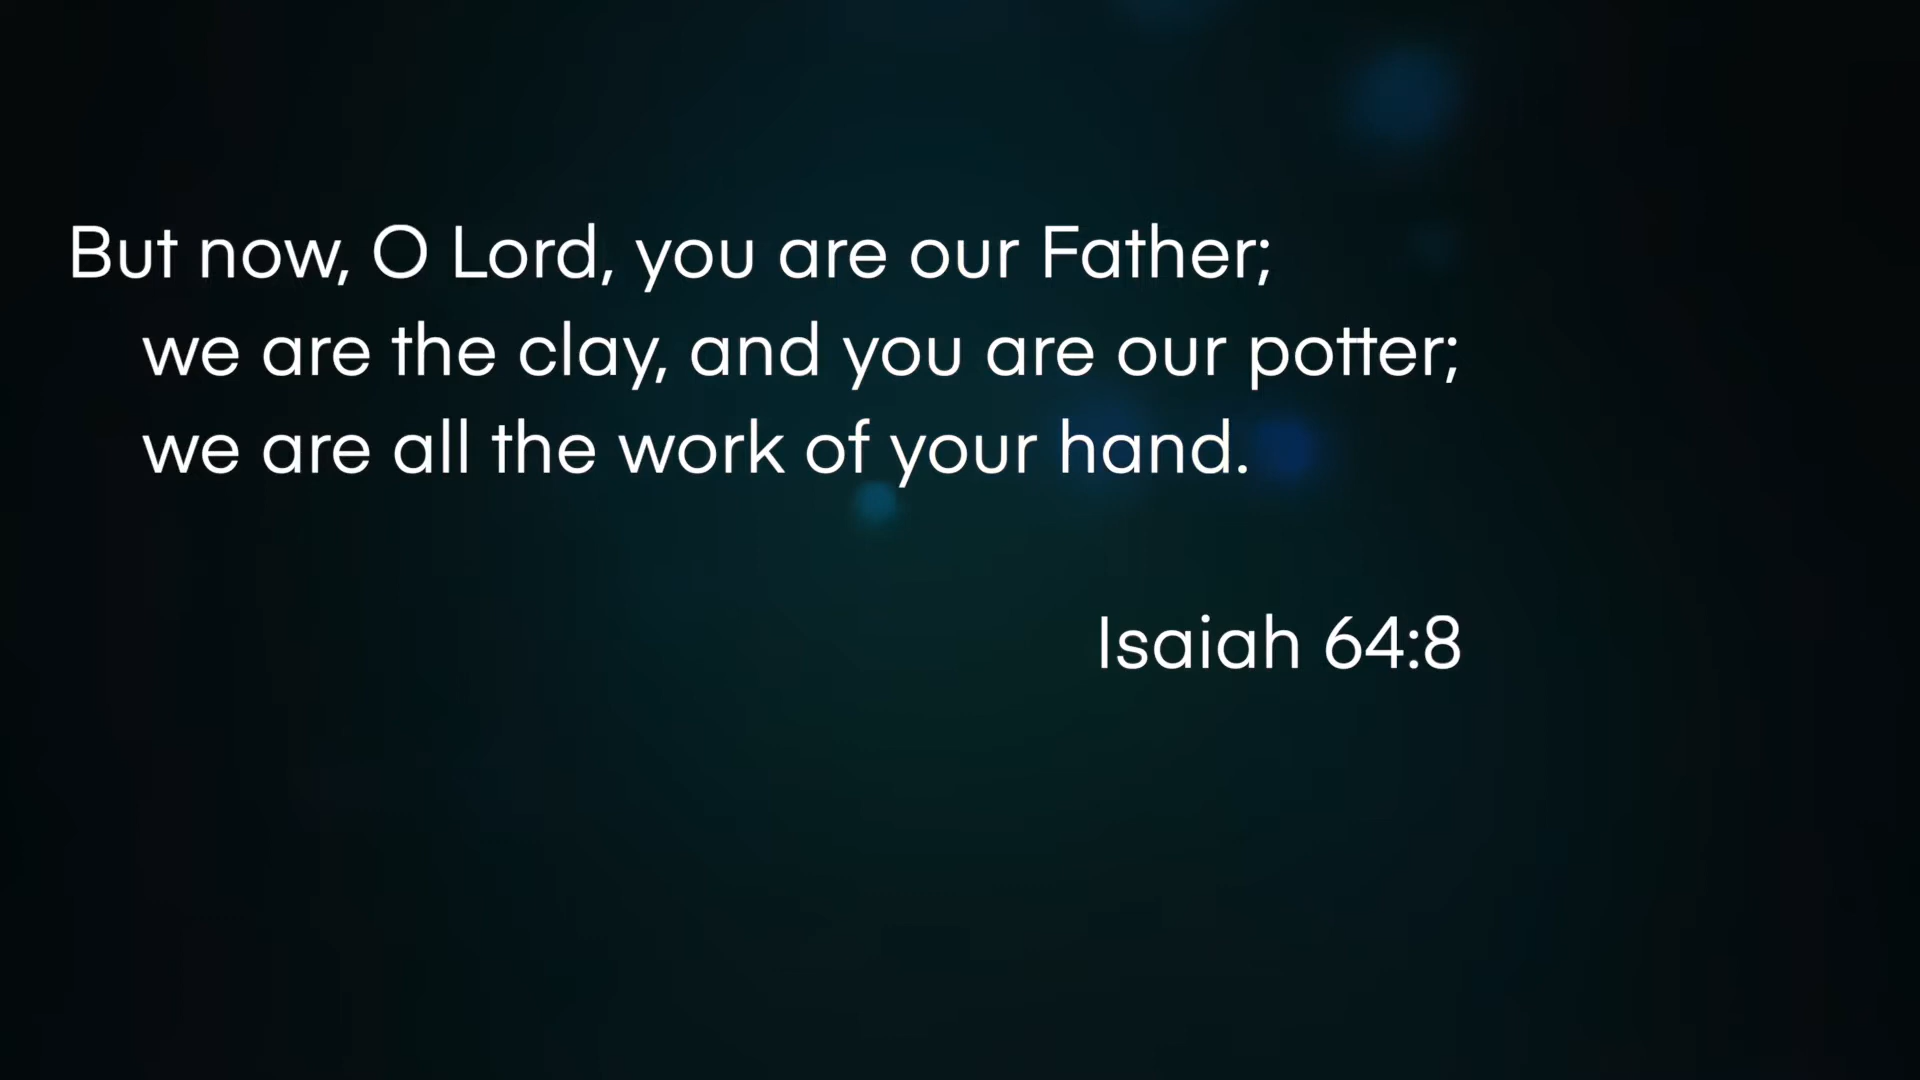 But now, O Lord, you are our Father;
we are the clay, and you are our potter;
we are all the work of your hand.
Isaiah 64:8